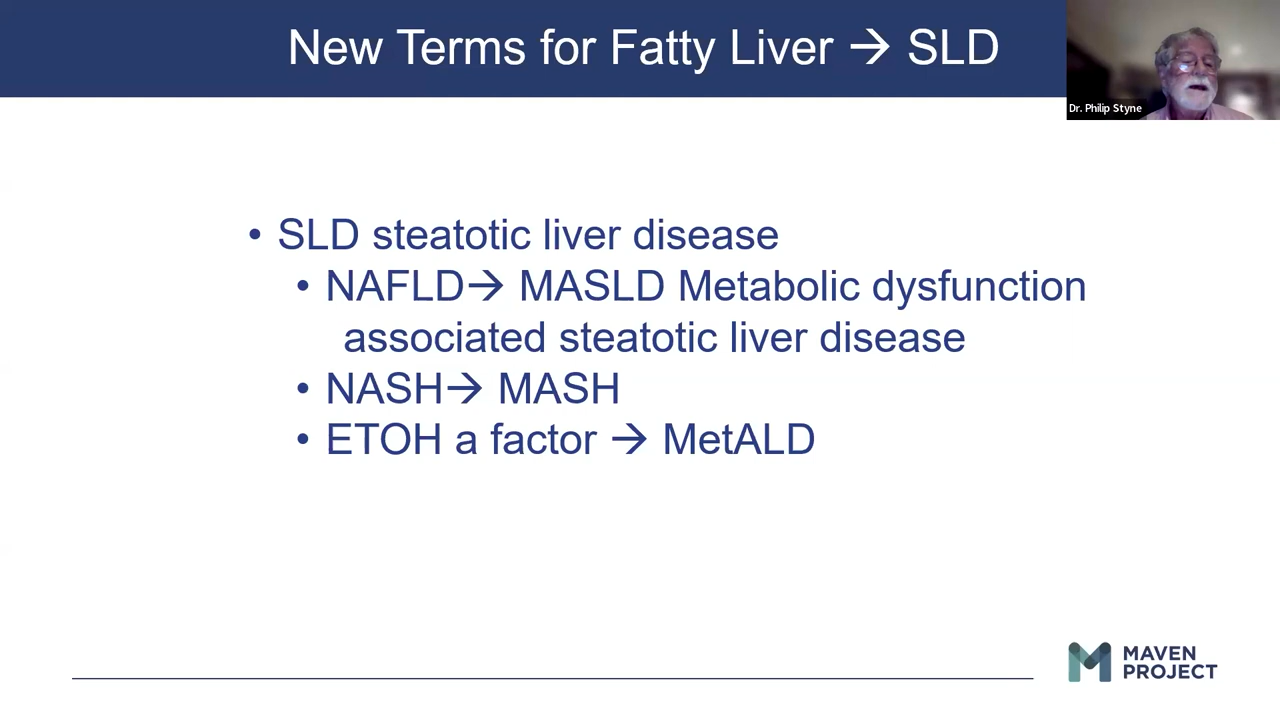 New Terms for Fatty Liver → SLD
Dr. Philip Styne
• SLD steatotic liver disease
• NAFLD→ MASLD Metabolic dysfunction
associated steatotic liver disease
• NASH→ MASH
• ETOH a factor → MetALD
MAVEN
PROJECT